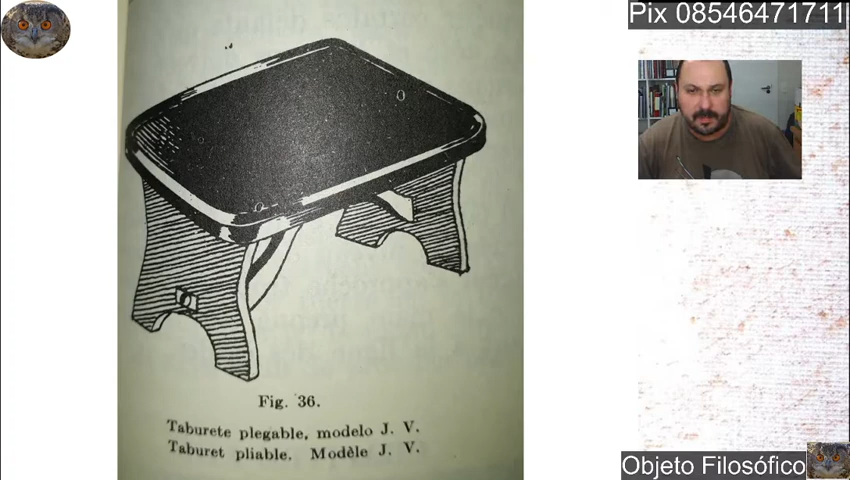 Pix 08546471711
Fig. 36.
Taburete plegable, modelo J. V.
Taburet pliable. Modèle J. V.
Objeto Filosófico